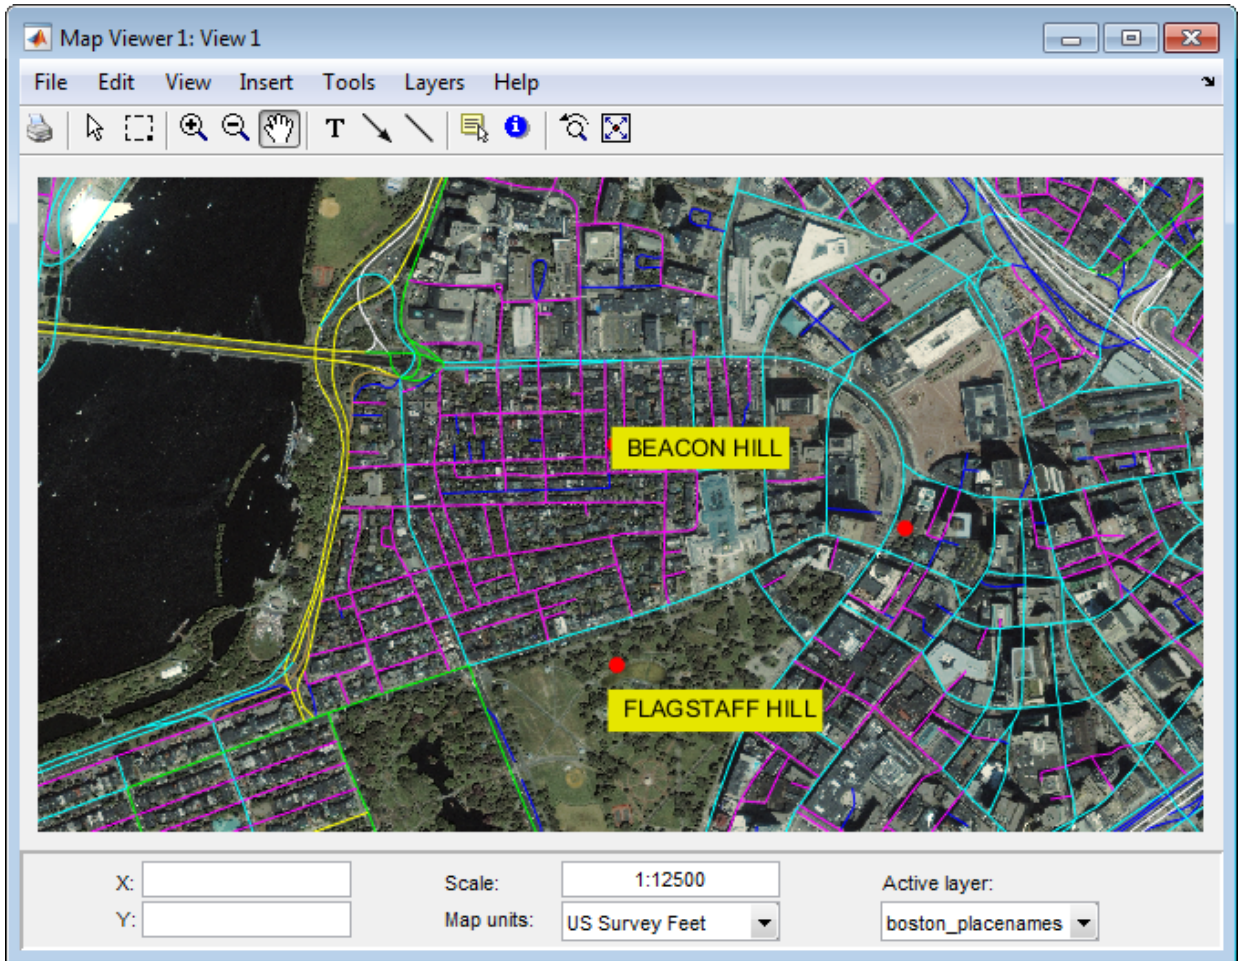 Map Viewer 1: View 1
File Edit View Insert Tools Layers Help
T
BEACON HILL
FLAGSTAFF HILL
X:
Scale: 1:12500
Active layer:
Y:
Map units: US Survey Feet
boston_placenames